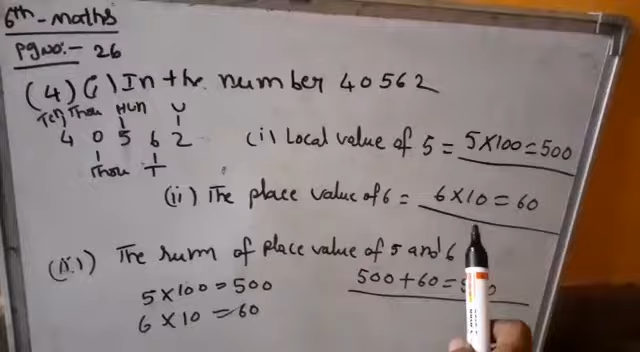 6th - maths
pg no:- 26
(4) (i) In the number 40562
Ten Thou Hun U
4 0 5 6 2
Thou T
(i) Local value of 5 = 5×100=500
(ii) The place value of 6 = 6×10=60
The sum of place value of 5 and 6
5×100=500
500+60=
6×10=60